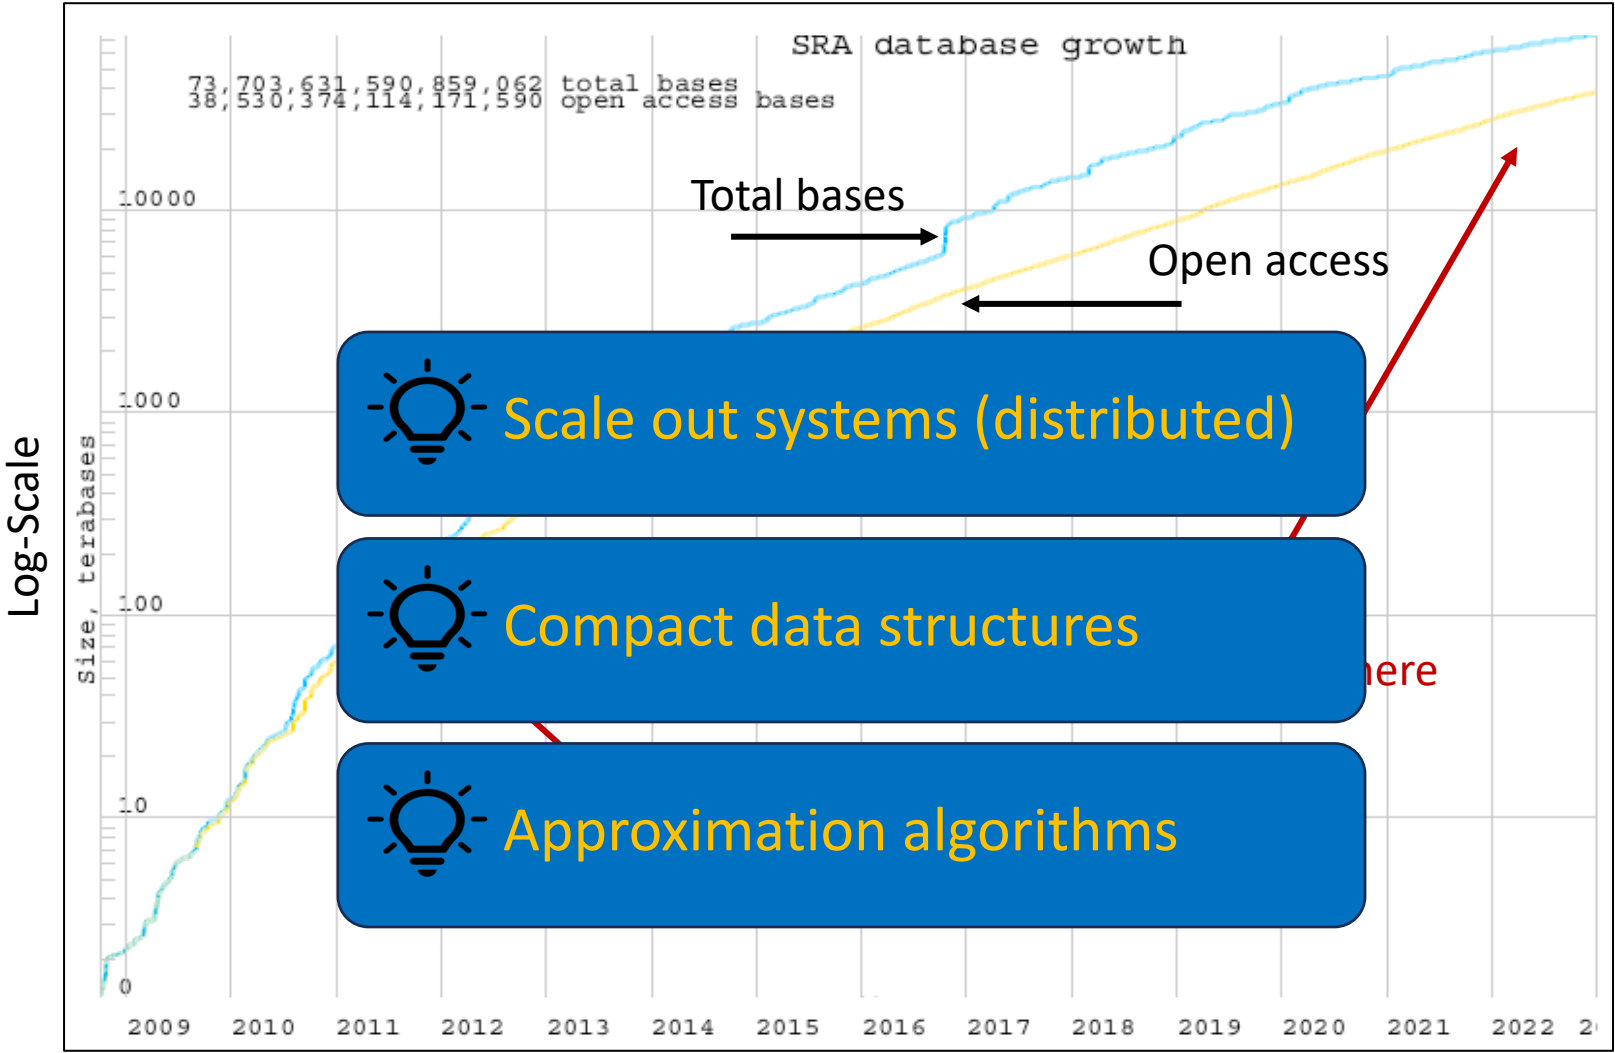 SRA database growth
73,703,631,590,859,062 total bases
38,530,374,114,171,590 open access bases
10000
Total bases
Open access
1000
Scale out systems (distributed)
Log-Scale
Size, terabases
100
Compact data structures
here
10
Approximation algorithms
0
2009 2010 2011 2012 2013 2014 2015 2016 2017 2018 2019 2020 2021 2022